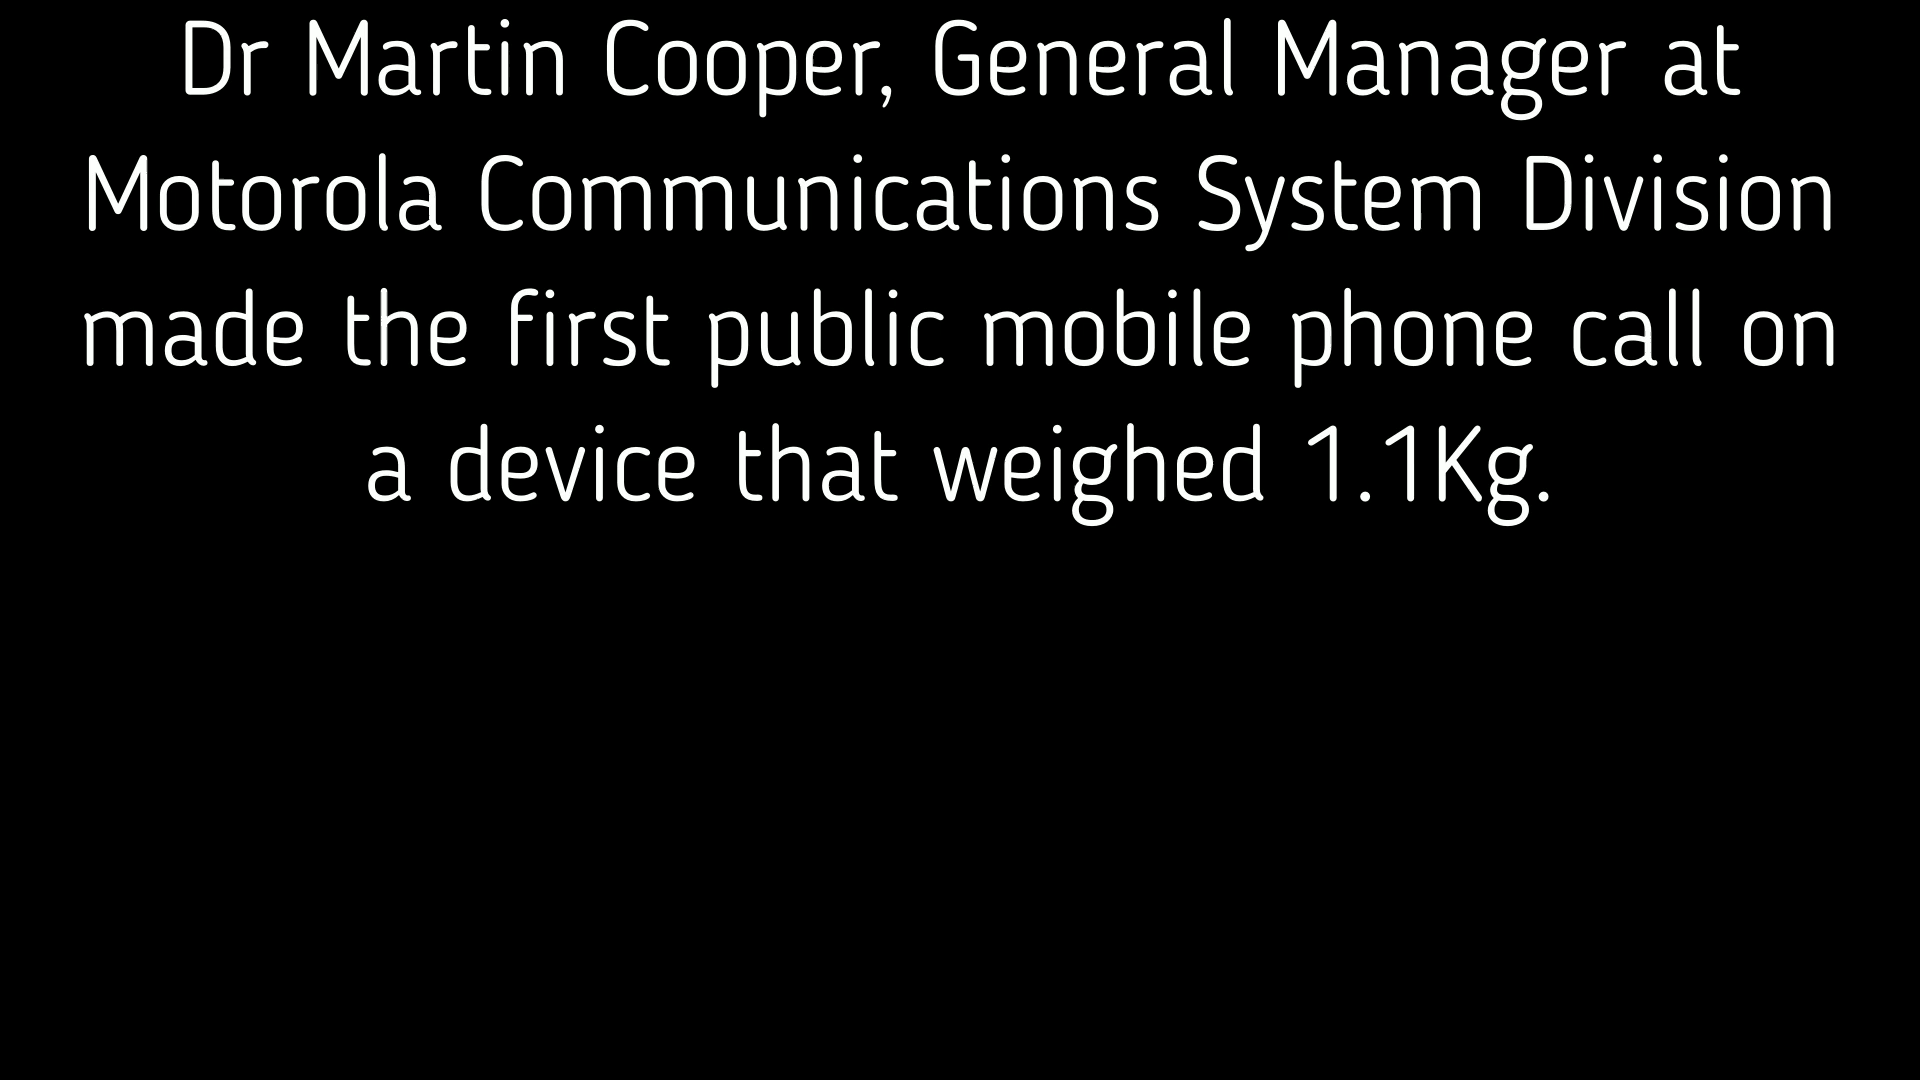 Dr Martin Cooper, General Manager at
Motorola Communications System Division
made the first public mobile phone call on
a device that weighed 1.1Kg.